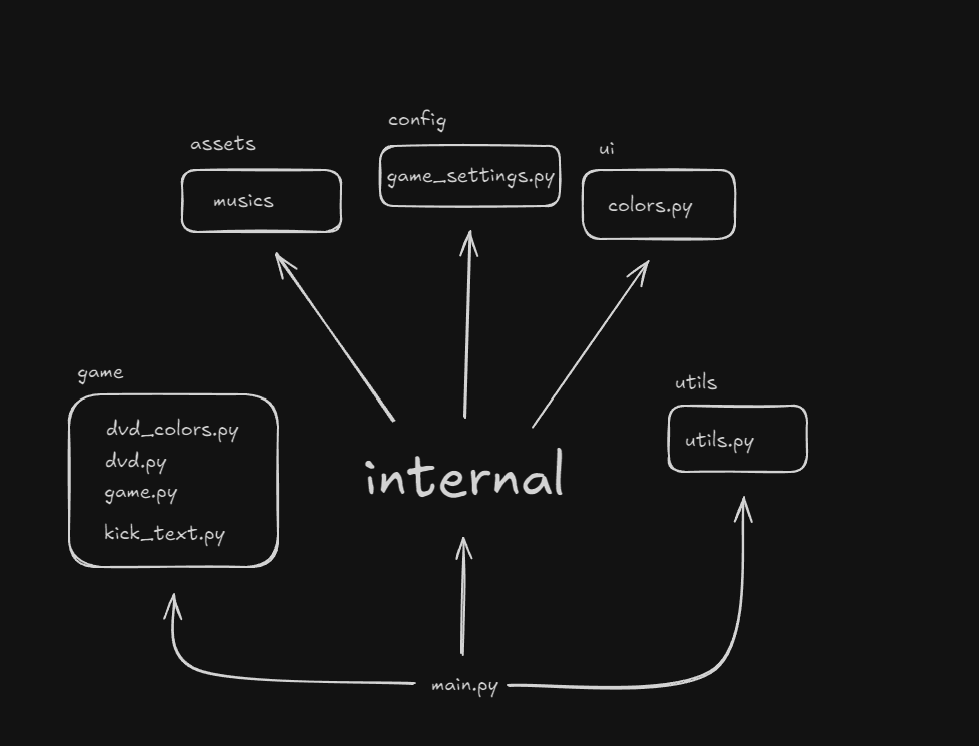 config
assets
ui
game_settings.py
musics
colors.py
game
utils
dvd_colors.py
utils.py
dvd.py
internal
game.py
kick_text.py
main.py